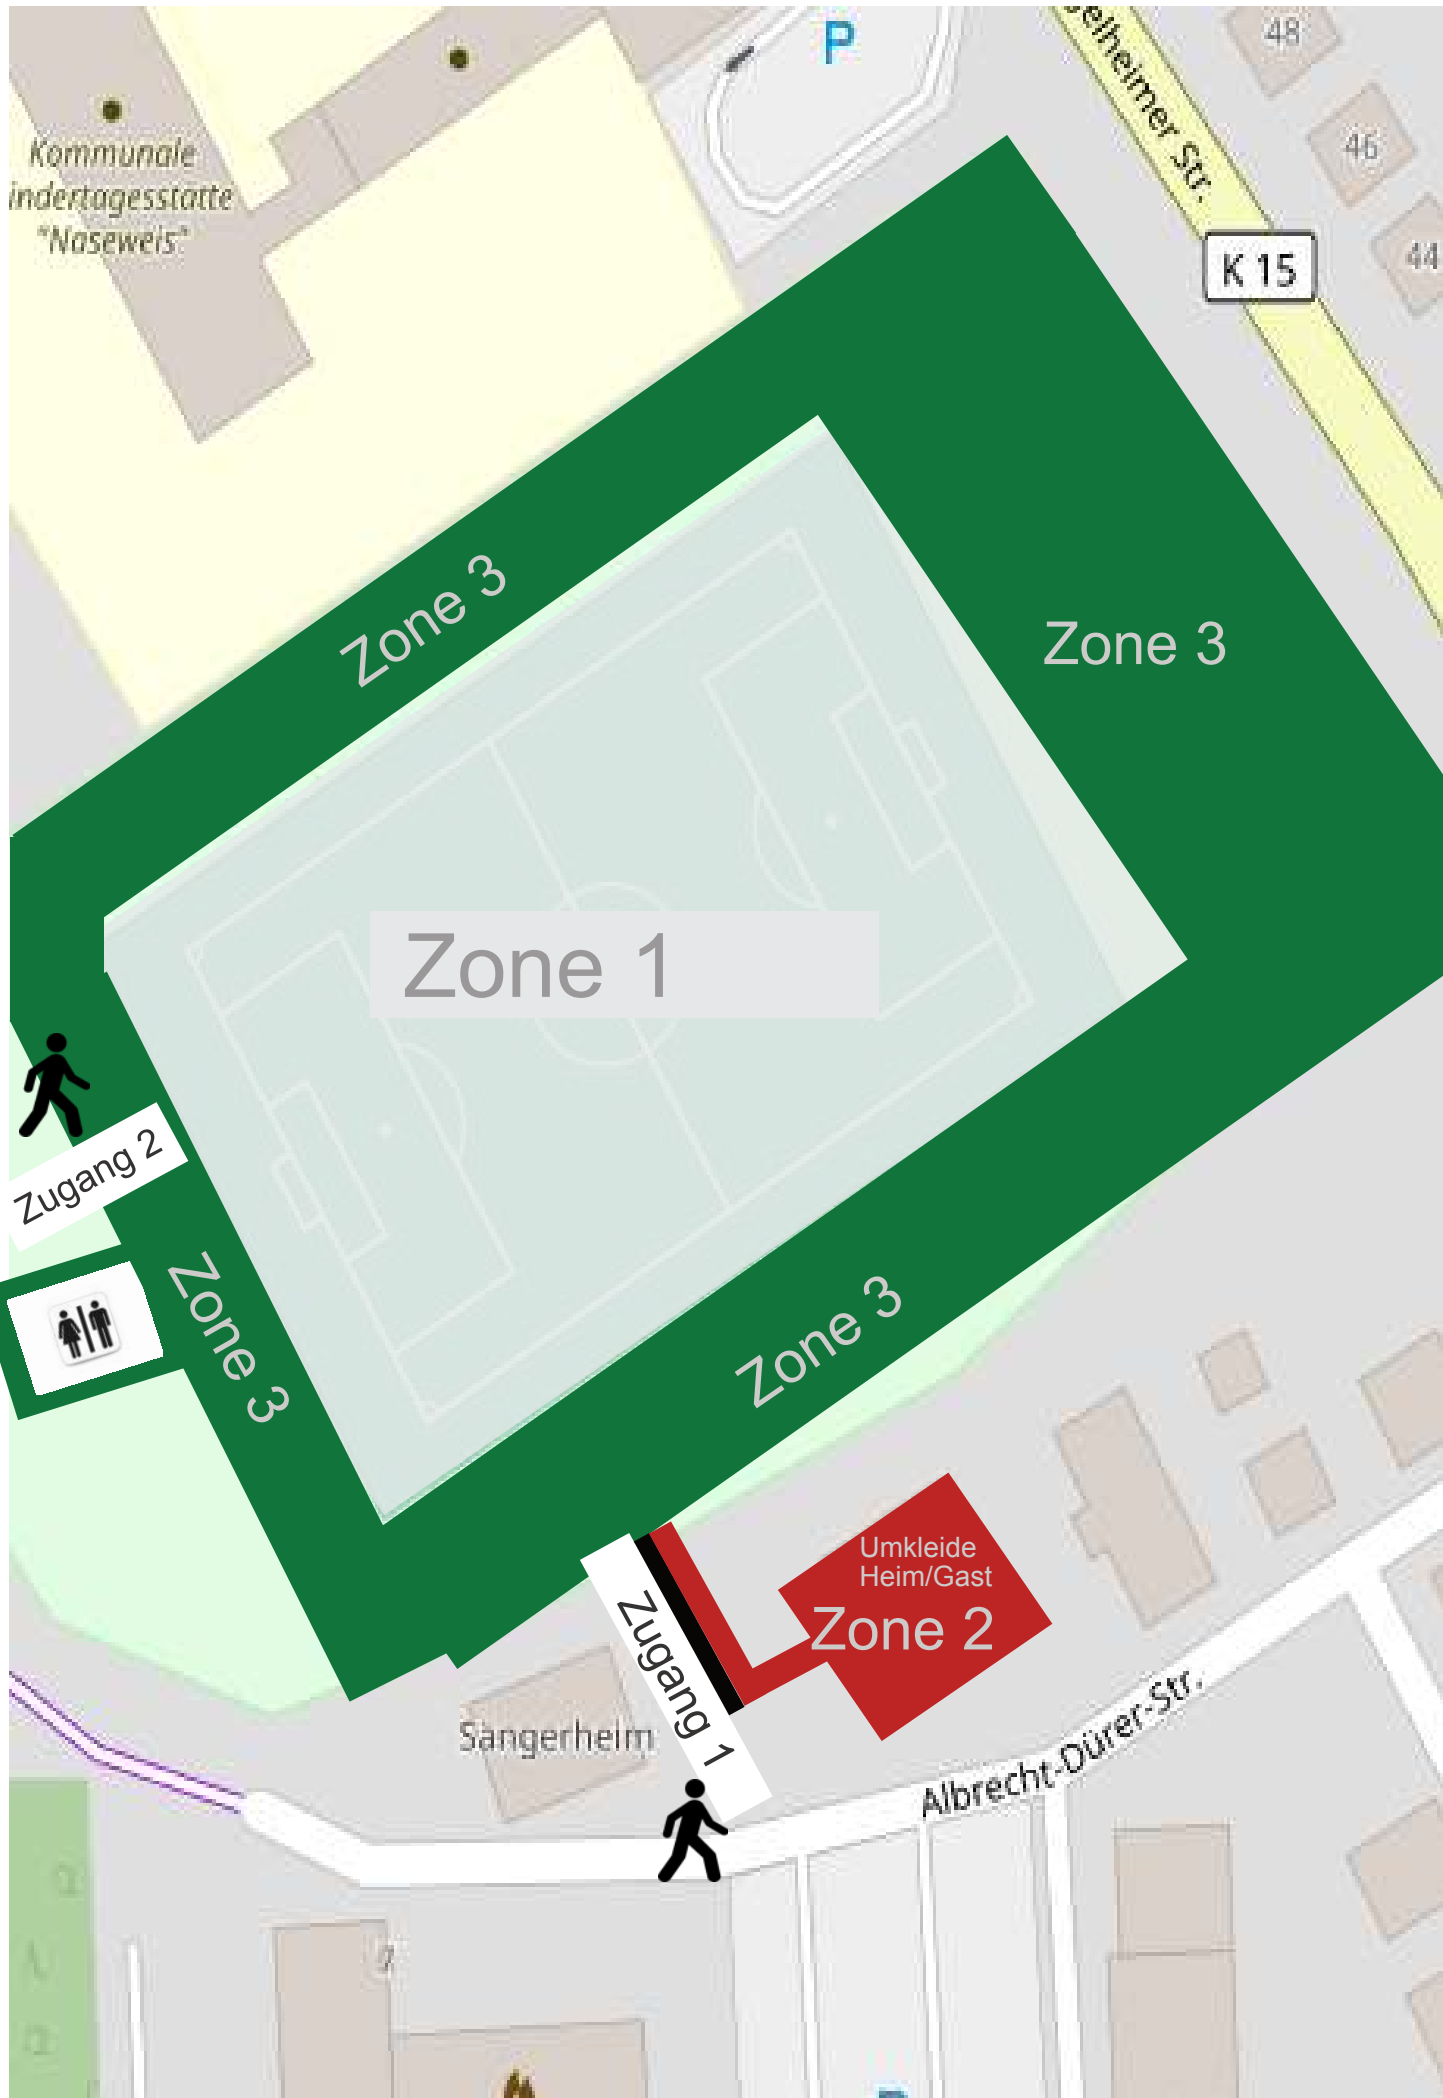 P
elheimer Str.
48
46
44
K 15
Kommunale
indertagesstätte
"Naseweis"
Zone 3
Zone 3
Zone 1
Zugang 2
Zone 3
Zone 3
Umkleide
Heim/Gast
Zone 2
Zugang 1
Sängerheim
Albrecht-Dürer-Str.